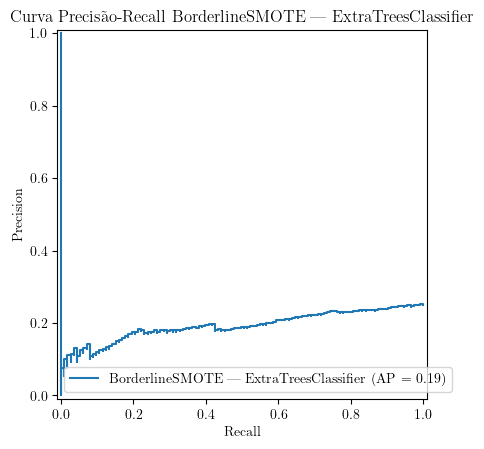 Curva Precisão-Recall BorderlineSMOTE — ExtraTreesClassifier
1.0
0.8
0.6
0.4
0.2
0.0
Precision
BorderlineSMOTE — ExtraTreesClassifier (AP = 0.19)
0.0 0.2 0.4 0.6 0.8 1.0
Recall